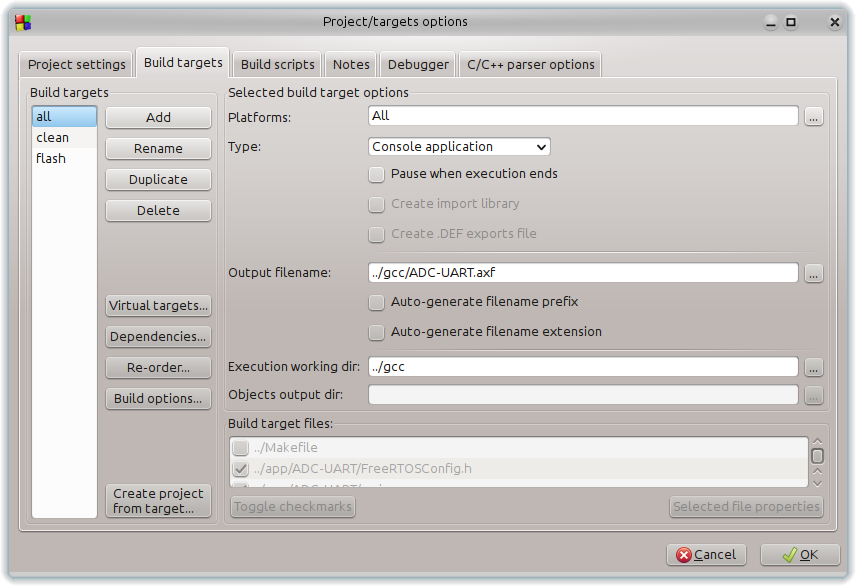 Project/targets options
Project settings
Build targets
Build scripts
Notes
Debugger
C/C++ parser options
Build targets
all
clean
flash
Add
Rename
Duplicate
Delete
Virtual targets...
Dependencies...
Re-order...
Build options...
Create project
from target...
Selected build target options
Platforms:
All
...
Type:
Console application
Pause when execution ends
Create import library
Create .DEF exports file
Output filename:
../gcc/ADC-UART.axf
...
Auto-generate filename prefix
Auto-generate filename extension
Execution working dir:
../gcc
...
Objects output dir:
...
Build target files:
../Makefile
../app/ADC-UART/FreeRTOSConfig.h
Toggle checkmarks
Selected file properties
Cancel
OK